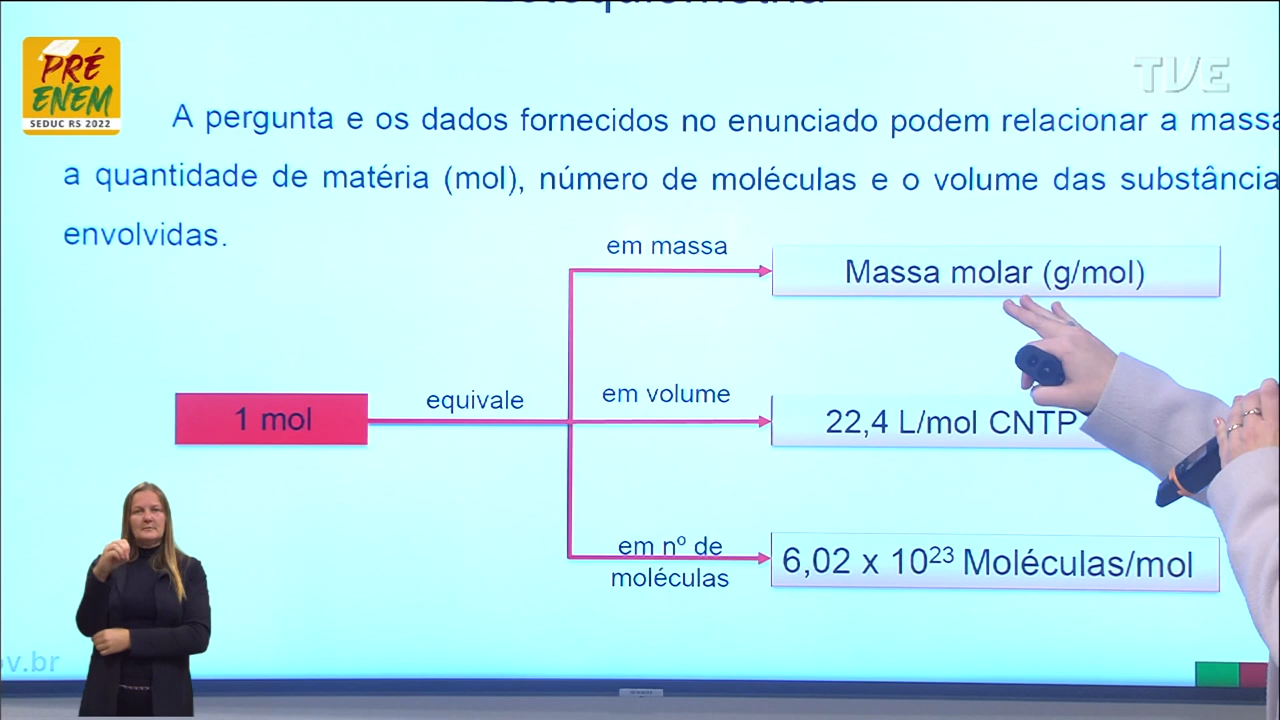 PRÉ
ENEM
SEDUC RS 2022
TVE
A pergunta e os dados fornecidos no enunciado podem relacionar a massa
a quantidade de matéria (mol), número de moléculas e o volume das substância
envolvidas.
em massa
Massa molar (g/mol)
1 mol
equivale
em volume
22,4 L/mol CNTP
em nº de
moléculas
6,02 x 10²³ Moléculas/mol
ov.br